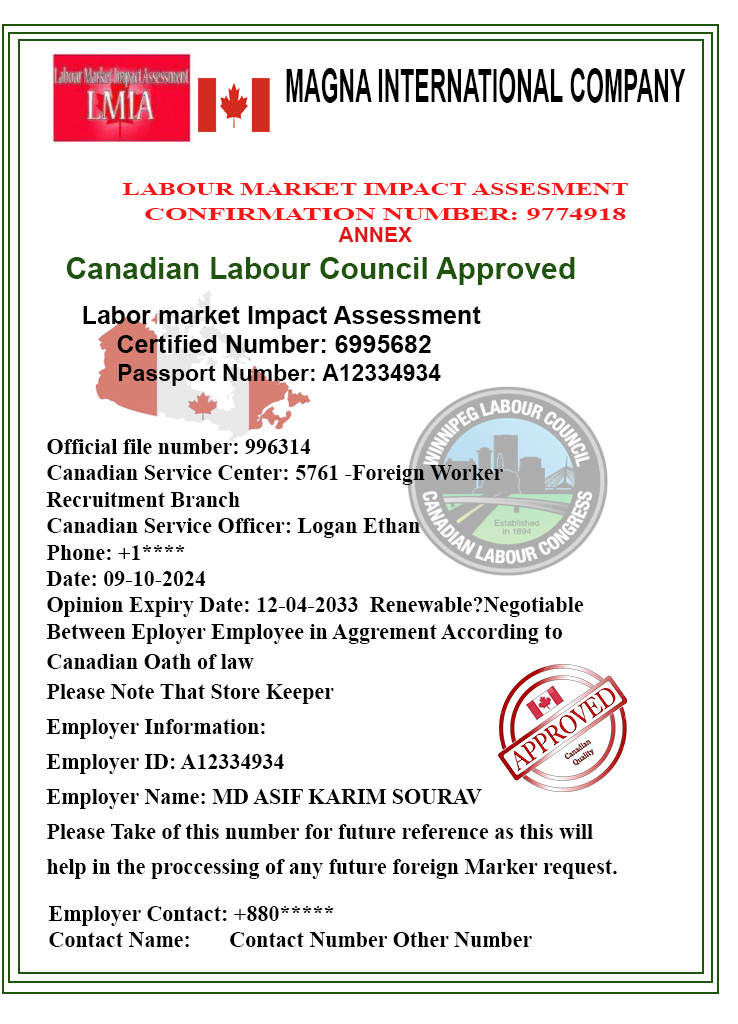 Labour Market Impact Assessment
LMIA
MAGNA INTERNATIONAL COMPANY
LABOUR MARKET IMPACT ASSESMENT
CONFIRMATION NUMBER: 9774918
ANNEX
Canadian Labour Council Approved
Labor market Impact Assessment
Certified Number: 6995682
Passport Number: A12334934
WINNIPEG LABOUR COUNCIL
Established
in 1894
CANADIAN LABOUR CONGRESS
Official file number: 996314
Canadian Service Center: 5761 -Foreign Worker
Recruitment Branch
Canadian Service Officer: Logan Ethan
Phone: +1****
Date: 09-10-2024
Opinion Expiry Date: 12-04-2033 Renewable?Negotiable
Between Eployer Employee in Aggrement According to
Canadian Oath of law
Please Note That Store Keeper
Employer Information:
Employer ID: A12334934
Employer Name: MD ASIF KARIM SOURAV
APPROVED
Canadian
Quality
Please Take of this number for future reference as this will
help in the proccessing of any future foreign Marker request.
Employer Contact: +880*****
Contact Name: Contact Number Other Number